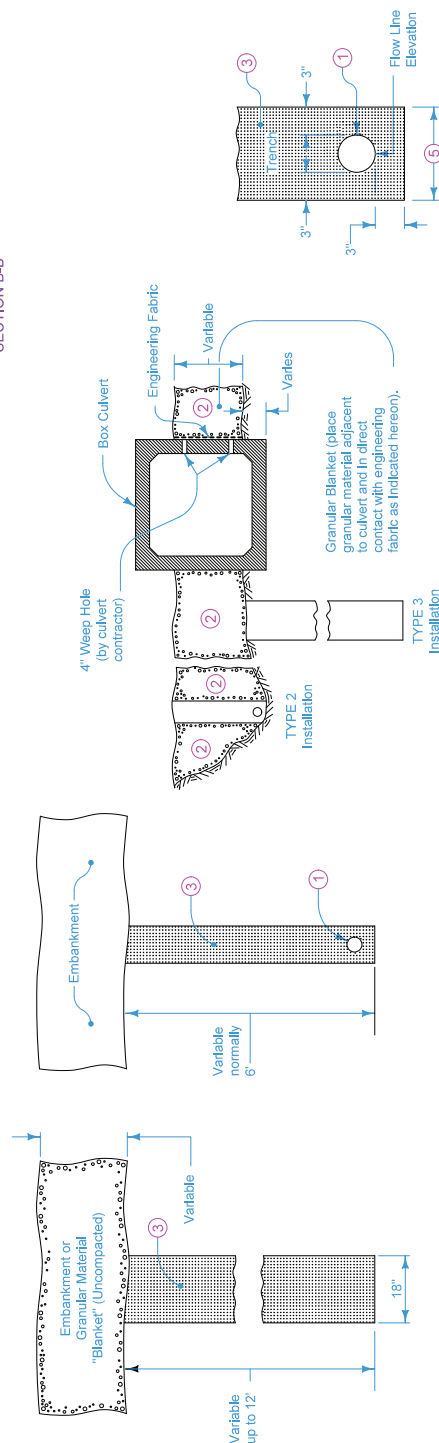 SECTION B-B
Embankment or
Granular Material
"Blanket" (Uncompacted)
Variable
3
Variable
up to 12'
18"
Embankment
Variable
normally
6'
3
1
4" Weep Hole
(by culvert
contractor)
Box Culvert
Engineering Fabric
Variable
2
2
2
2
Varies
TYPE 2
Installation
TYPE 3
Installation
Granular Blanket (place
granular material adjacent
to culvert and in direct
contact with engineering
fabric as indicated hereon).
3
Trench
3"
3"
3"
1
Flow Line
Elevation
5